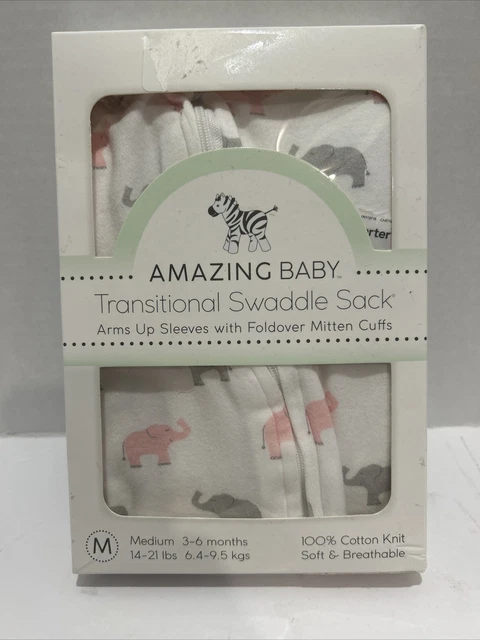 AMAZING BABY™
Transitional Swaddle Sack®
Arms Up Sleeves with Foldover Mitten Cuffs
M
Medium 3-6 months
14-21 lbs 6.4-9.5 kgs
100% Cotton Knit
Soft & Breathable